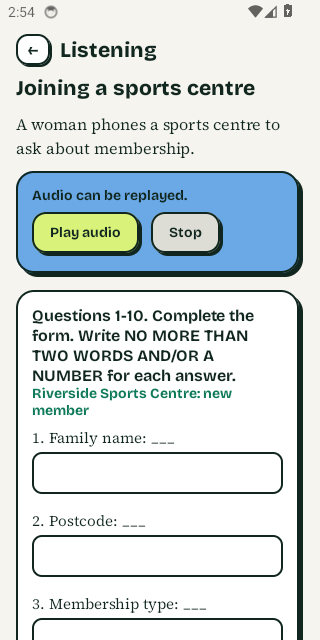 2:54
← Listening
Joining a sports centre
A woman phones a sports centre to
ask about membership.
Audio can be replayed.
Play audio Stop
Questions 1-10. Complete the
form. Write NO MORE THAN
TWO WORDS AND/OR A
NUMBER for each answer.
Riverside Sports Centre: new
member
1. Family name: ___
2. Postcode: ___
3. Membership type: ___